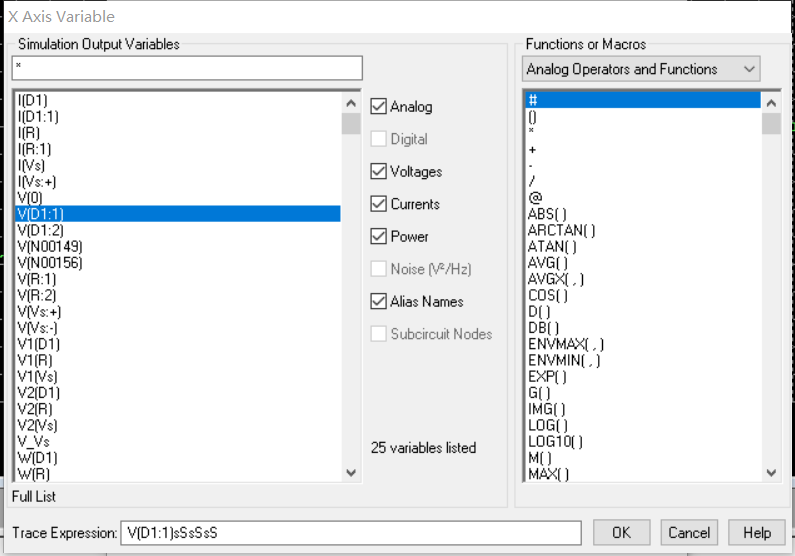 X Axis Variable
Simulation Output Variables
*
I(D1)
I(D1:1)
I(R)
I(R:1)
I(Vs)
I(Vs:+)
V(0)
V(D1:1)
V(D1:2)
V(N00149)
V(N00156)
V(R:1)
V(R:2)
V(Vs:+)
V(Vs:-)
V1(D1)
V1(R)
V1(Vs)
V2(D1)
V2(R)
V2(Vs)
V_Vs
W(D1)
W(R)
Full List
Analog
Digital
Voltages
Currents
Power
Noise (V²/Hz)
Alias Names
Subcircuit Nodes
25 variables listed
Functions or Macros
Analog Operators and Functions
#
()
*
+
-
/
@
ABS( )
ARCTAN( )
ATAN( )
AVG( )
AVGX( , )
COS( )
D( )
DB( )
ENVMAX( , )
ENVMIN( , )
EXP( )
G( )
IMG( )
LOG( )
LOG10( )
M( )
MAX( )
Trace Expression: V(D1:1)sSsSsS
OK Cancel Help